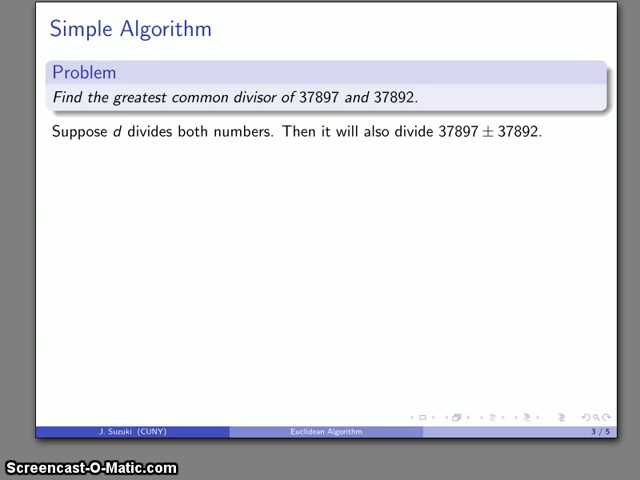 Simple Algorithm
Problem
Find the greatest common divisor of 37897 and 37892.
Suppose d divides both numbers. Then it will also divide 37897 ± 37892.
J. Suzuki (CUNY)
Euclidean Algorithm
3 / 5
Screencast-O-Matic.com